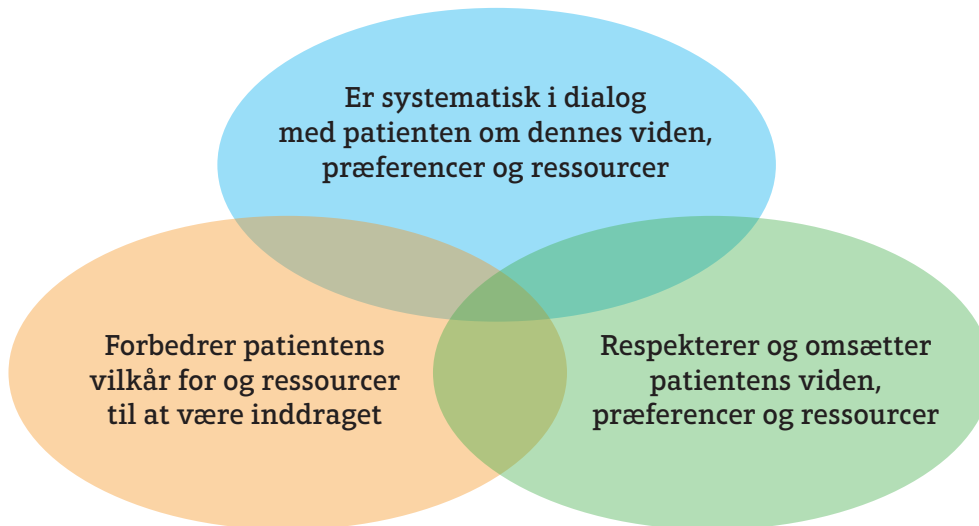 Er systematisk i dialog
med patienten om dennes viden,
præferencer og ressourcer
Forbedrer patientens
vilkår for og ressourcer
til at være inddraget
Respekterer og omsætter
patientens viden,
præferencer og ressourcer